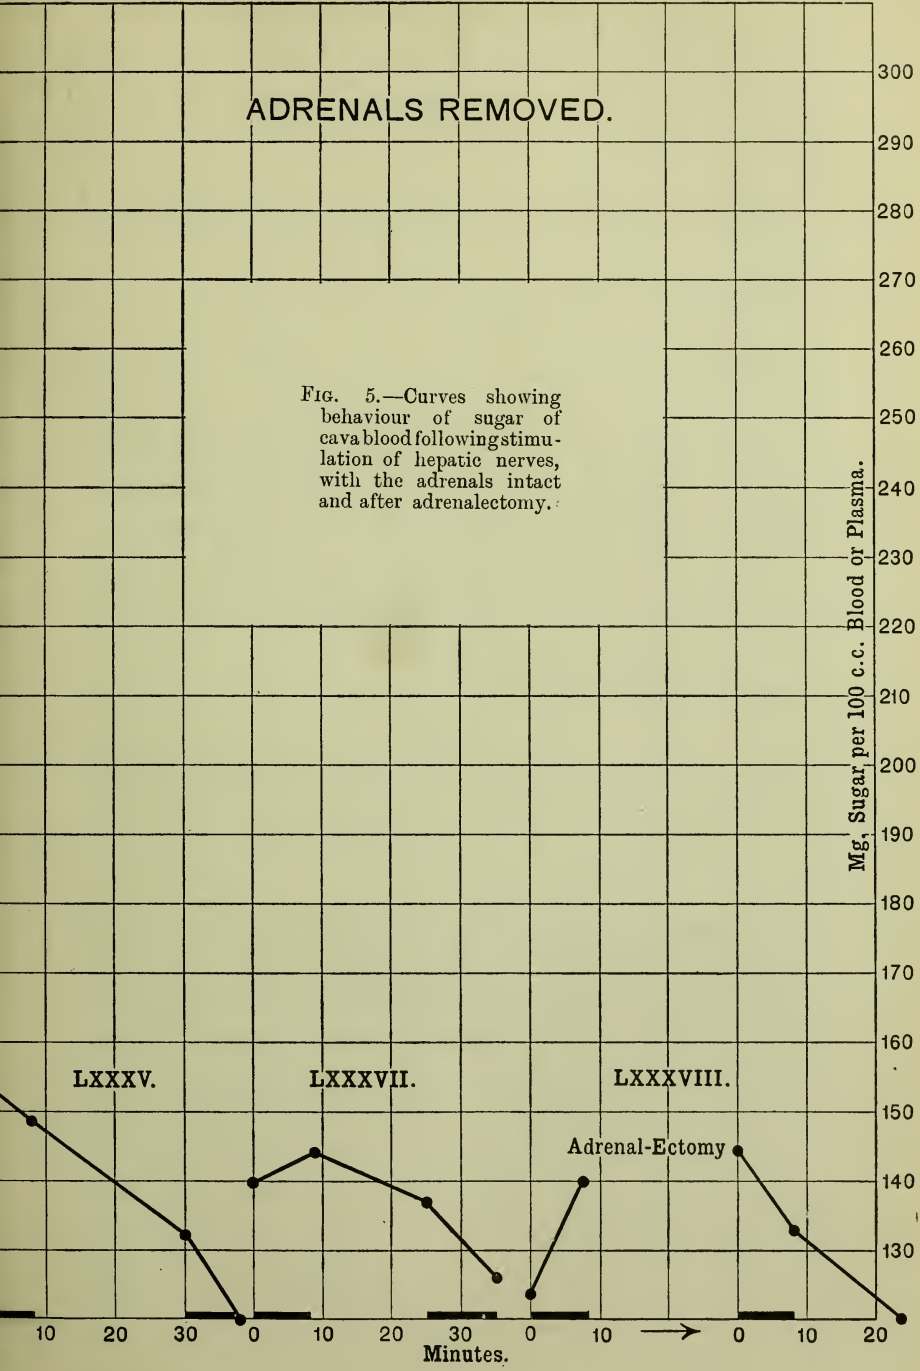 ADRENALS REMOVED.
300
290
280
270
260
250
240
230
220
210
200
190
180
170
160
150
140
130
Mg. Sugar per 100 c.c. Blood or Plasma.
FIG. 5.—Curves showing
behaviour of sugar of
cava blood following stimu-
lation of hepatic nerves,
with the adrenals intact
and after adrenalectomy.
LXXXV. LXXXVII. LXXXVIII.
Adrenal-Ectomy
10 20 30 0 10 20 30 0 10 0 10 20
Minutes.